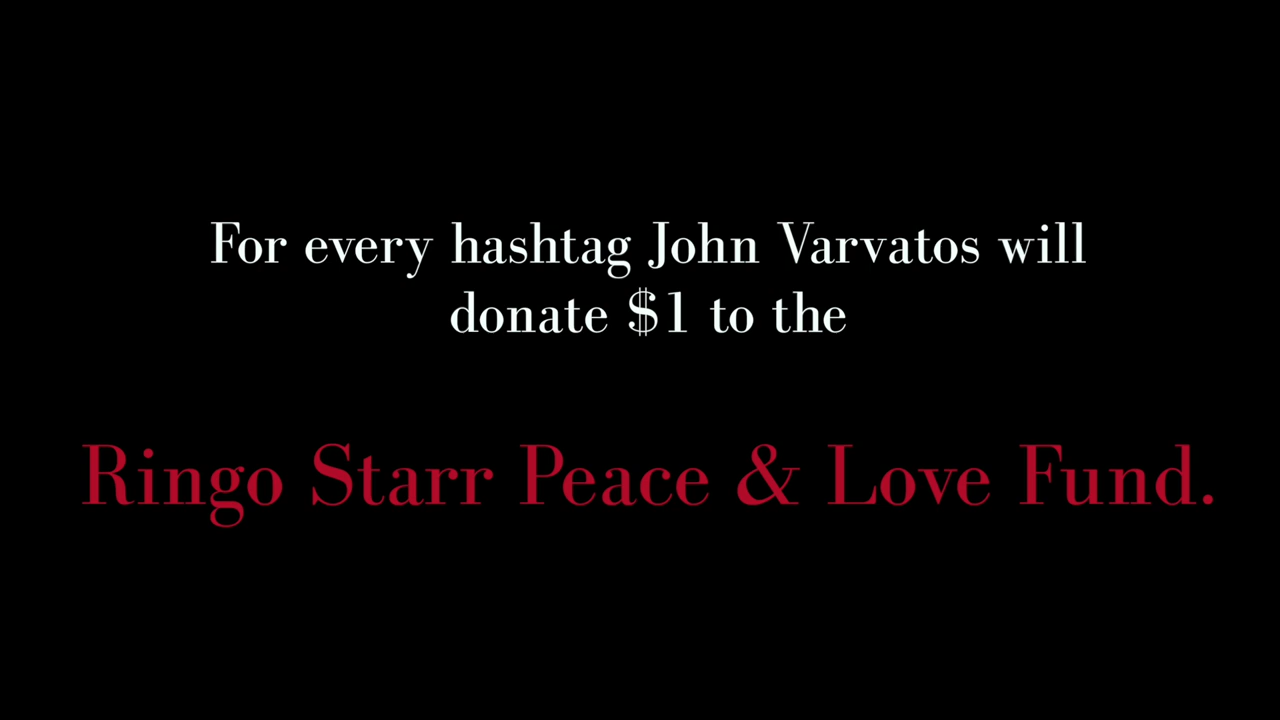 For every hashtag John Varvatos will
donate $1 to the
Ringo Starr Peace & Love Fund.